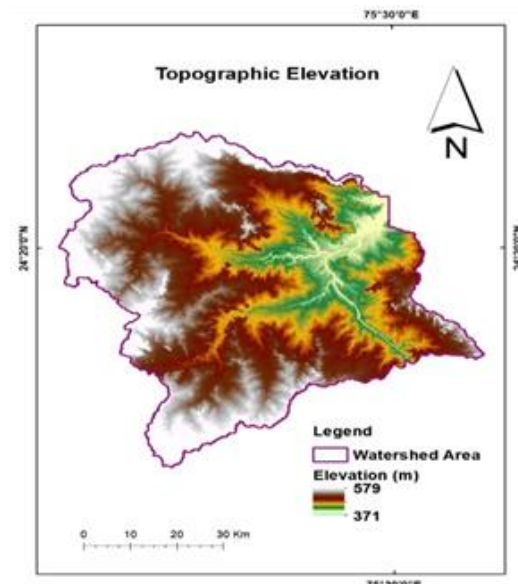 75°30'0"E
Topographic Elevation
N
24°20'0"N
Legend
Watershed Area
Elevation (m)
579
371
0 10 20 30 Km